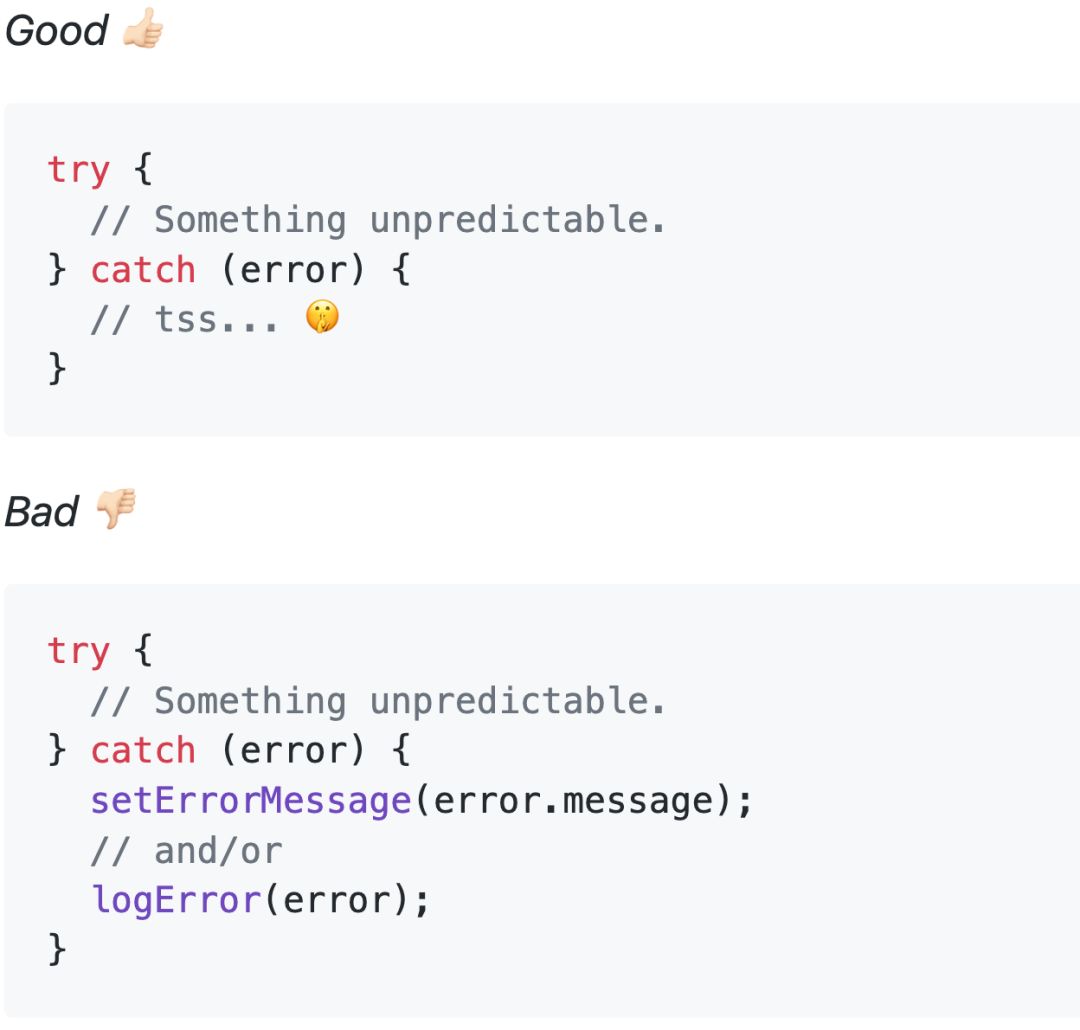 Good 👍🏻
try {
  // Something unpredictable.
} catch (error) {
  // tss... 🤫
}
Bad 👎🏻
try {
  // Something unpredictable.
} catch (error) {
  setErrorMessage(error.message);
  // and/or
  logError(error);
}